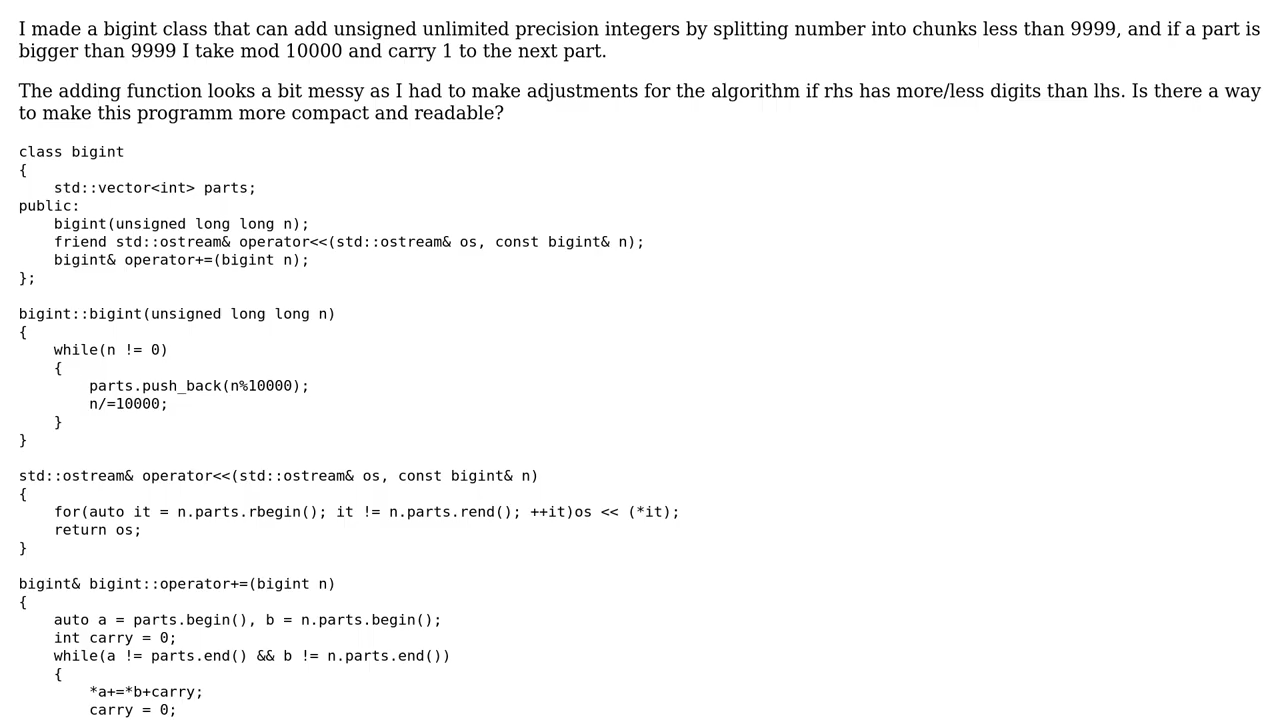 I made a bigint class that can add unsigned unlimited precision integers by splitting number into chunks less than 9999, and if a part is
bigger than 9999 I take mod 10000 and carry 1 to the next part.
The adding function looks a bit messy as I had to make adjustments for the algorithm if rhs has more/less digits than lhs. Is there a way
to make this programm more compact and readable?
class bigint
{
    std::vector<int> parts;
public:
    bigint(unsigned long long n);
    friend std::ostream& operator<<(std::ostream& os, const bigint& n);
    bigint& operator+=(bigint n);
};
bigint::bigint(unsigned long long n)
{
    while(n != 0)
    {
        parts.push_back(n%10000);
        n/=10000;
    }
}
std::ostream& operator<<(std::ostream& os, const bigint& n)
{
    for(auto it = n.parts.rbegin(); it != n.parts.rend(); ++it)os << (*it);
    return os;
}
bigint& bigint::operator+=(bigint n)
{
    auto a = parts.begin(), b = n.parts.begin();
    int carry = 0;
    while(a != parts.end() && b != n.parts.end())
    {
        *a+=*b+carry;
        carry = 0;